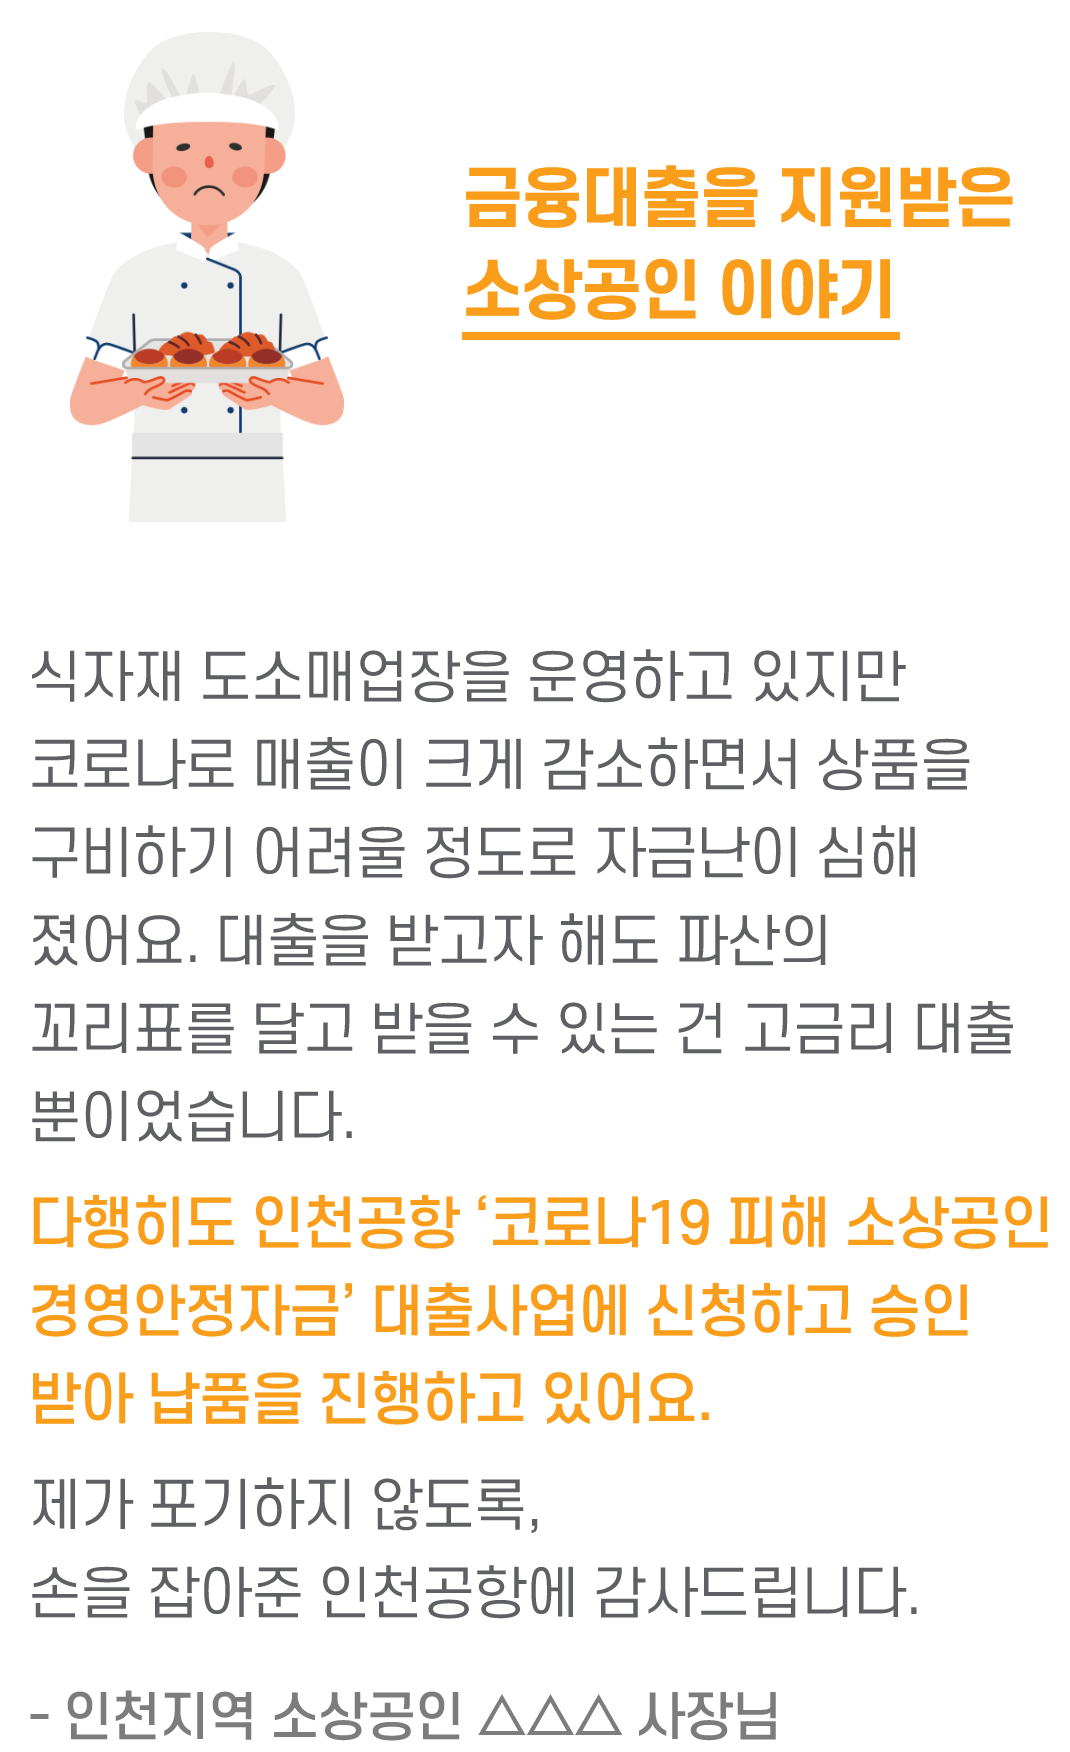 금융대출을 지원받은
소상공인 이야기
식자재 도소매업장을 운영하고 있지만
코로나로 매출이 크게 감소하면서 상품을
구비하기 어려울 정도로 자금난이 심해
졌어요. 대출을 받고자 해도 파산의
꼬리표를 달고 받을 수 있는 건 고금리 대출
뿐이었습니다.
다행히도 인천공항 ‘코로나19 피해 소상공인
경영안정자금’ 대출사업에 신청하고 승인
받아 납품을 진행하고 있어요.
제가 포기하지 않도록,
손을 잡아준 인천공항에 감사드립니다.
- 인천지역 소상공인 △△△ 사장님